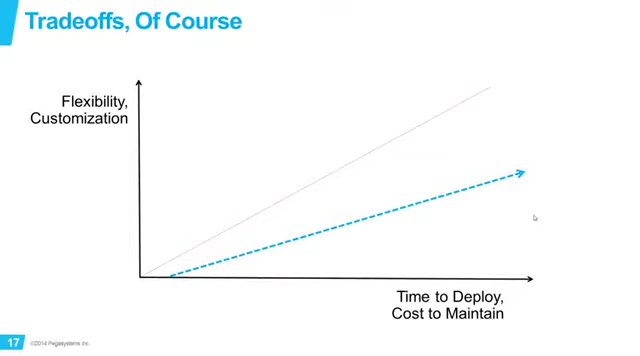 Tradeoffs, Of Course
Flexibility,
Customization
Time to Deploy,
Cost to Maintain
17
©2014 Pegasystems Inc.